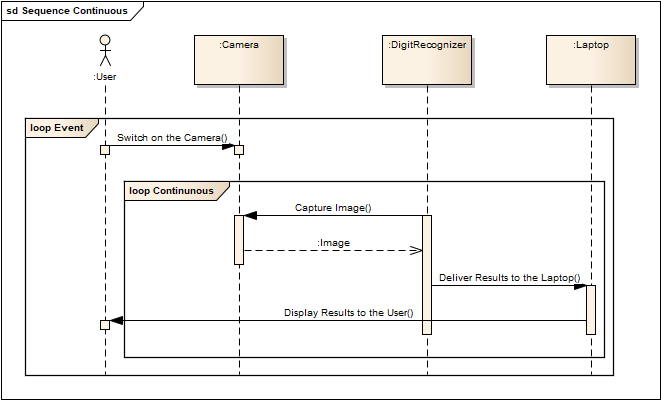 sd Sequence Continuous
:User
:Camera
:DigitRecognizer
:Laptop
loop Event
Switch on the Camera()
loop Continunous
Capture Image()
:Image
Deliver Results to the Laptop()
Display Results to the User()